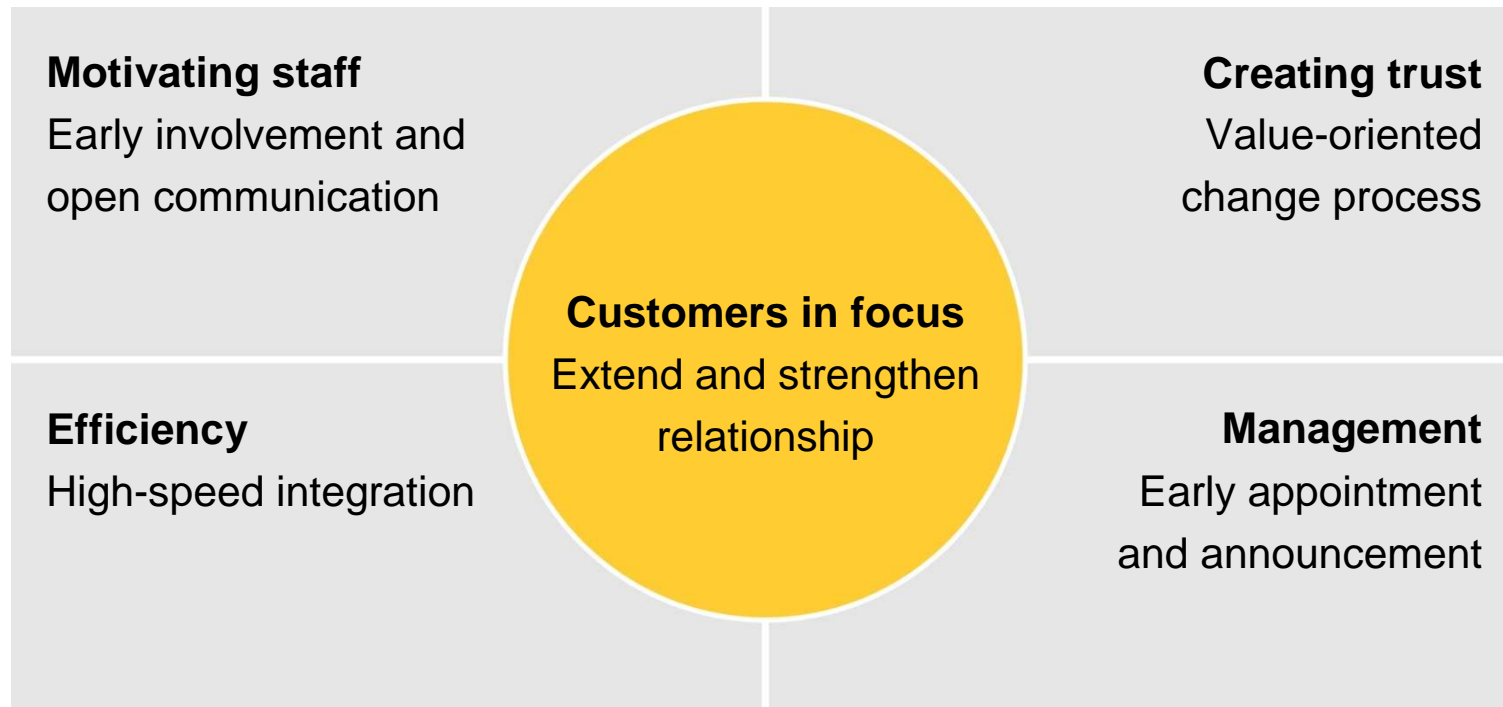 Motivating staff
Early involvement and
open communication
Creating trust
Value-oriented
change process
Customers in focus
Extend and strengthen
relationship
Efficiency
High-speed integration
Management
Early appointment
and announcement